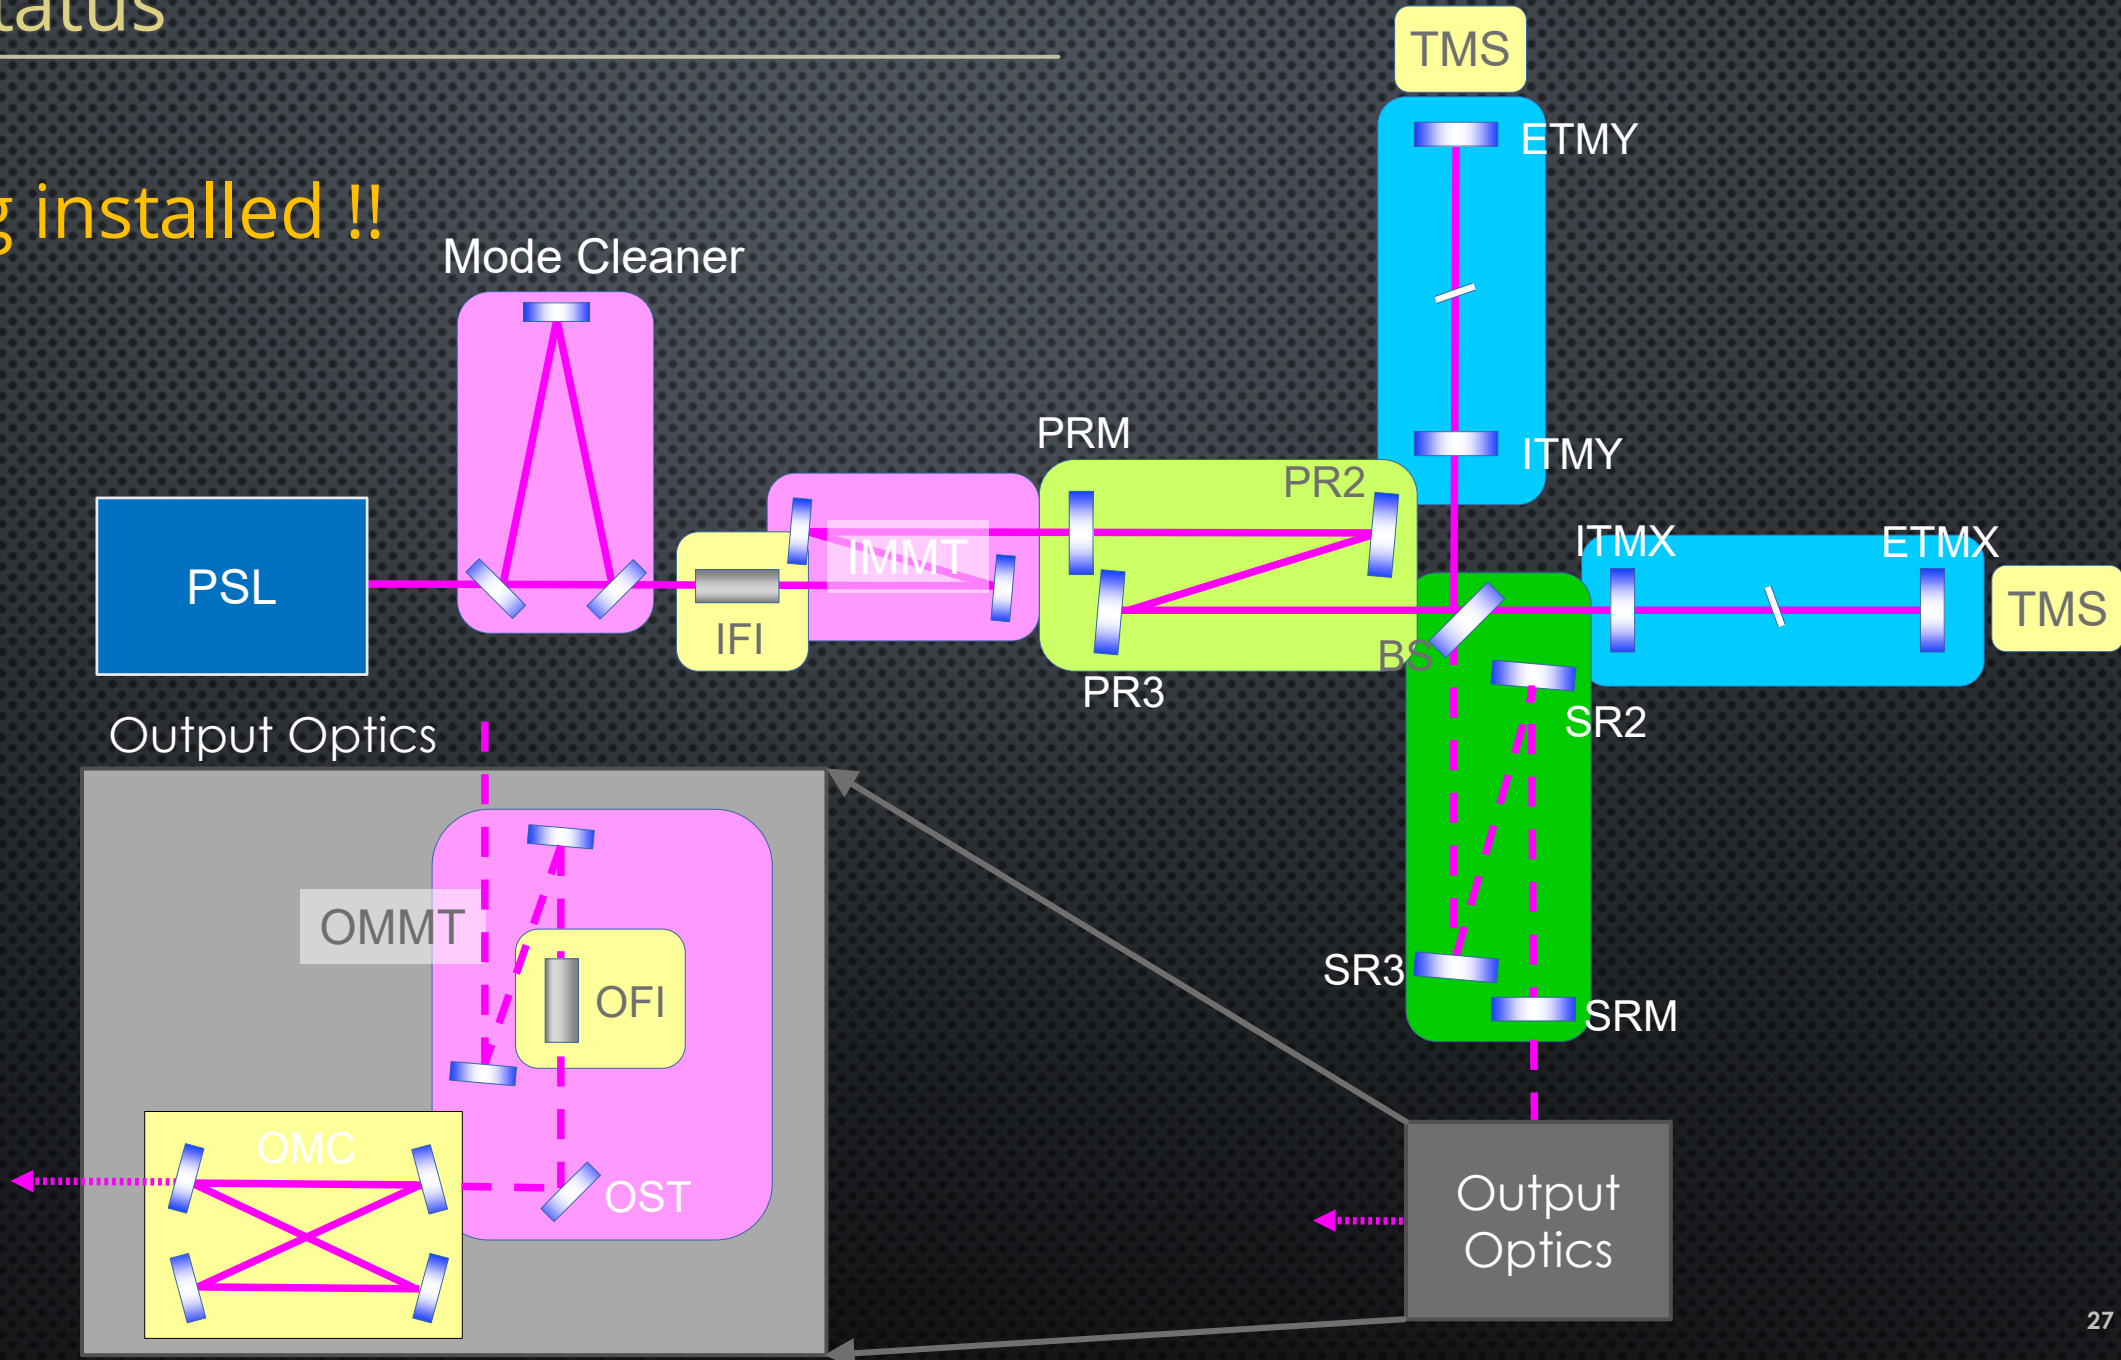 TMS
ETMY
installed !!
Mode Cleaner
PRM
PR2
ITMY
ITMX
ETMX
IMMT
PSL
TMS
IFI
BS
PR3
SR2
Output Optics
OMMT
SR3
OFI
SRM
OMC
OST
Output
Optics
27